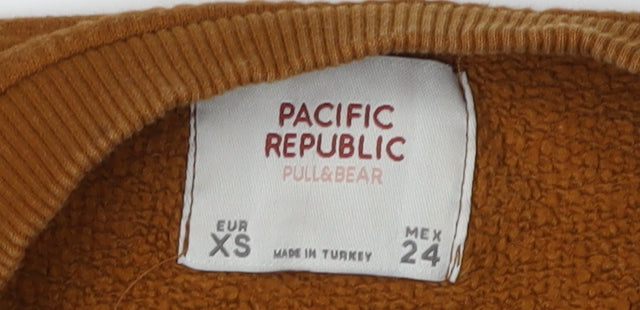 PACIFIC
REPUBLIC
PULL&BEAR
EUR
XS
MADE IN TURKEY
MEX
24